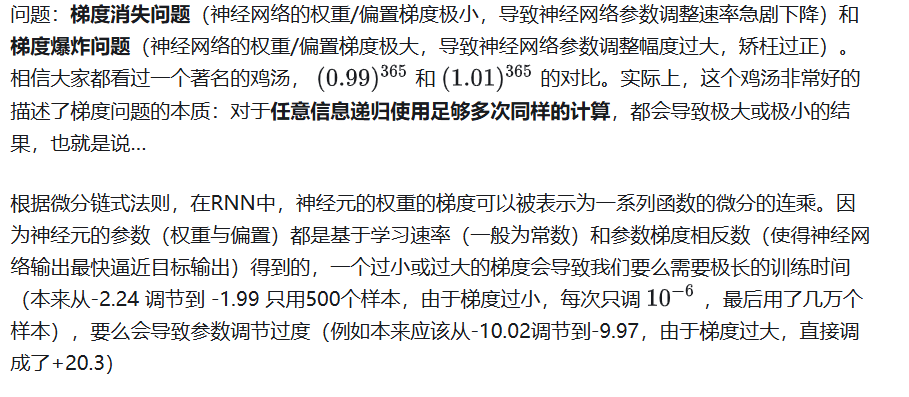 问题：梯度消失问题（神经网络的权重/偏置梯度极小，导致神经网络参数调整速率急剧下降）和
梯度爆炸问题（神经网络的权重/偏置梯度极大，导致神经网络参数调整幅度过大，矫枉过正）。
相信大家都看过一个著名的鸡汤， (0.99)^365 和 (1.01)^365 的对比。实际上，这个鸡汤非常好的
描述了梯度问题的本质：对于任意信息递归使用足够多次同样的计算，都会导致极大或极小的结
果，也就是说...
根据微分链式法则，在RNN中，神经元的权重的梯度可以被表示为一系列函数的微分的连乘。因
为神经元的参数（权重与偏置）都是基于学习速率（一般为常数）和参数梯度相反数（使得神经网
络输出最快逼近目标输出）得到的，一个过小或过大的梯度会导致我们要么需要极长的训练时间
（本来从-2.24 调节到 -1.99 只用500个样本，由于梯度过小，每次只调 10^-6 ，最后用了几万个
样本），要么会导致参数调节过度（例如本来应该从-10.02调节到-9.97，由于梯度过大，直接调
成了+20.3）